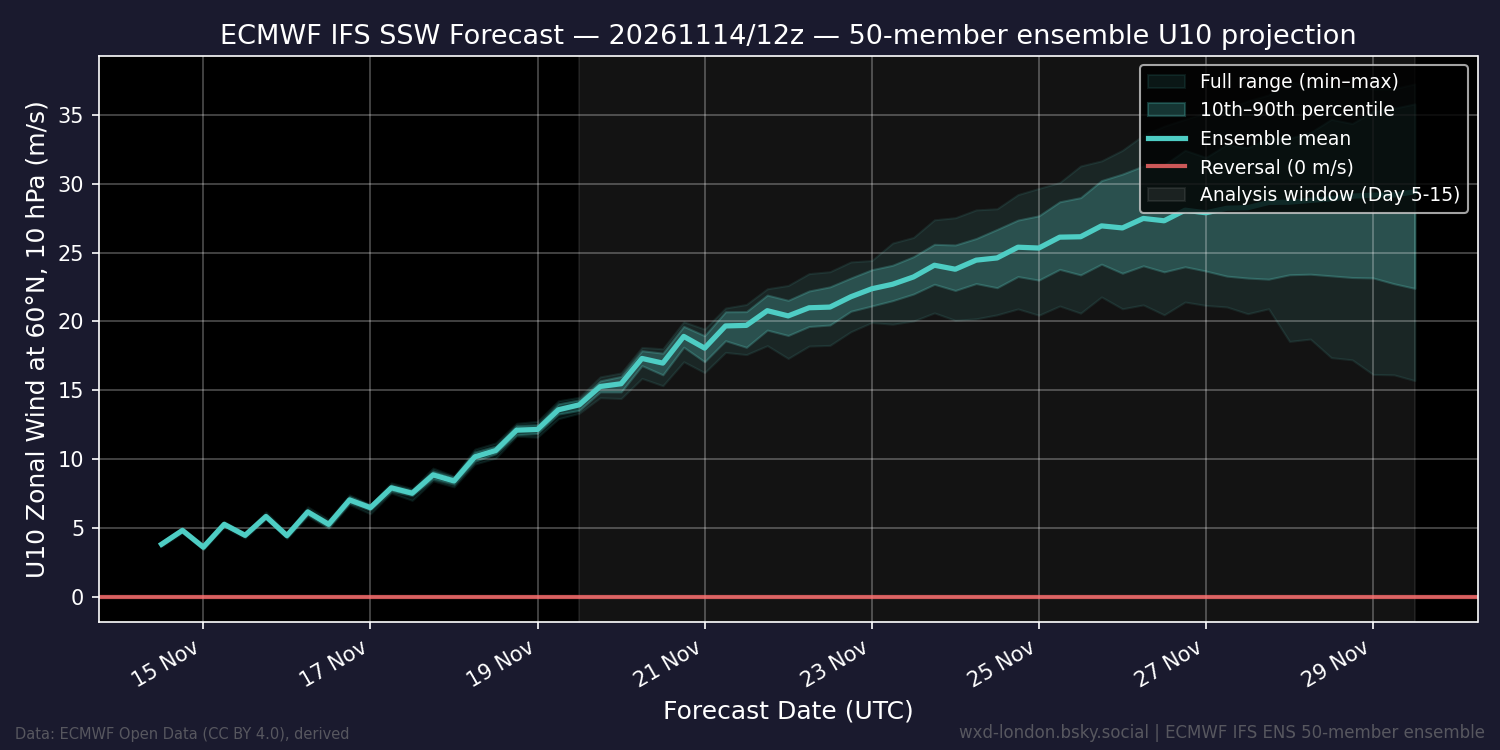 ECMWF IFS SSW Forecast — 20261114/12z — 50-member ensemble U10 projection
Full range (min–max)
10th–90th percentile
Ensemble mean
Reversal (0 m/s)
Analysis window (Day 5-15)
U10 Zonal Wind at 60°N, 10 hPa (m/s)
35
30
25
20
15
10
5
0
15 Nov
17 Nov
19 Nov
21 Nov
23 Nov
25 Nov
27 Nov
29 Nov
Forecast Date (UTC)
Data: ECMWF Open Data (CC BY 4.0), derived
wxd-london.bsky.social | ECMWF IFS ENS 50-member ensemble